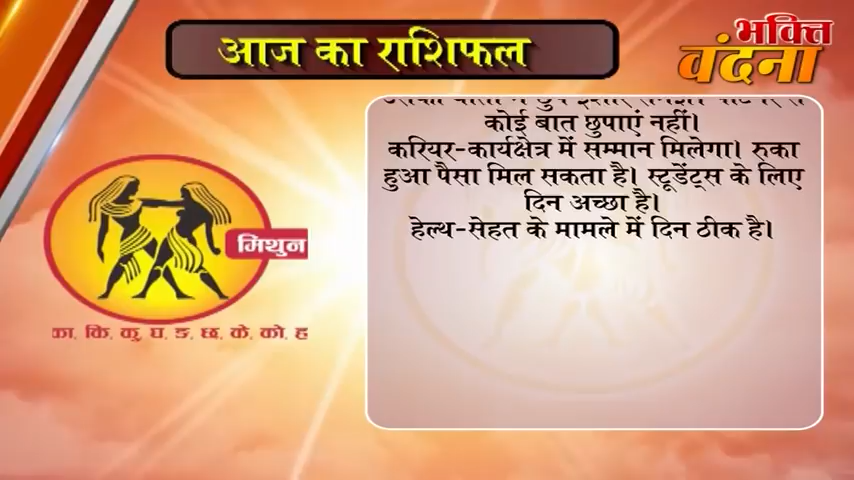 आज का राशिफल
भक्ति
वंदना
कोई बात छुपाएं नहीं।
करियर-कार्यक्षेत्र में सम्मान मिलेगा। रुका
हुआ पैसा मिल सकता है। स्टूडेंट्स के लिए
दिन अच्छा है।
हेल्थ-सेहत के मामले में दिन ठीक है।
मिथुन
का, कि, कु, घ, ङ, छ, के, को, ह